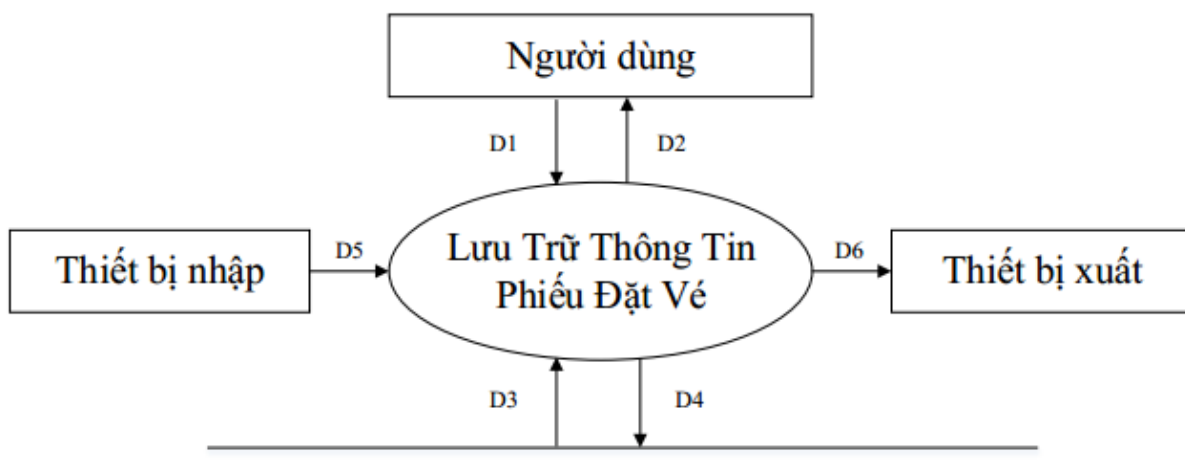 Người dùng
D1
D2
Thiết bị nhập
D5
Lưu Trữ Thông Tin
Phiếu Đặt Vé
D6
Thiết bị xuất
D3
D4